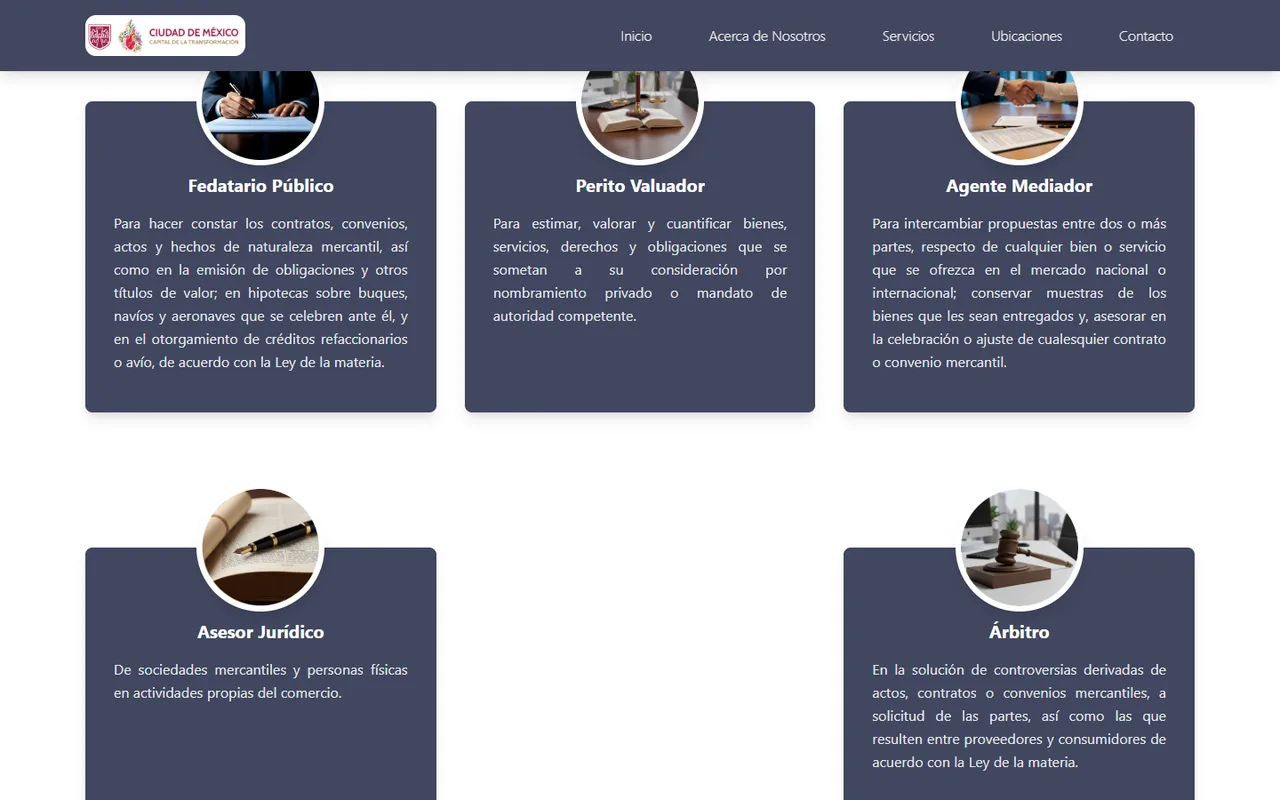 CIUDAD DE MÉXICO
CAPITAL DE LA TRANSFORMACIÓN
Inicio
Acerca de Nosotros
Servicios
Ubicaciones
Contacto
Fedatario Público
Para hacer constar los contratos, convenios,
actos y hechos de naturaleza mercantil, así
como en la emisión de obligaciones y otros
títulos de valor; en hipotecas sobre buques,
navíos y aeronaves que se celebren ante él, y
en el otorgamiento de créditos refaccionarios
o avío, de acuerdo con la Ley de la materia.
Perito Valuador
Para estimar, valorar y cuantificar bienes,
servicios, derechos y obligaciones que se
sometan a su consideración por
nombramiento privado o mandato de
autoridad competente.
Agente Mediador
Para intercambiar propuestas entre dos o más
partes, respecto de cualquier bien o servicio
que se ofrezca en el mercado nacional o
internacional; conservar muestras de los
bienes que les sean entregados y, asesorar en
la celebración o ajuste de cualesquier contrato
o convenio mercantil.
Asesor Jurídico
De sociedades mercantiles y personas físicas
en actividades propias del comercio.
Árbitro
En la solución de controversias derivadas de
actos, contratos o convenios mercantiles, a
solicitud de las partes, así como las que
resulten entre proveedores y consumidores de
acuerdo con la Ley de la materia.